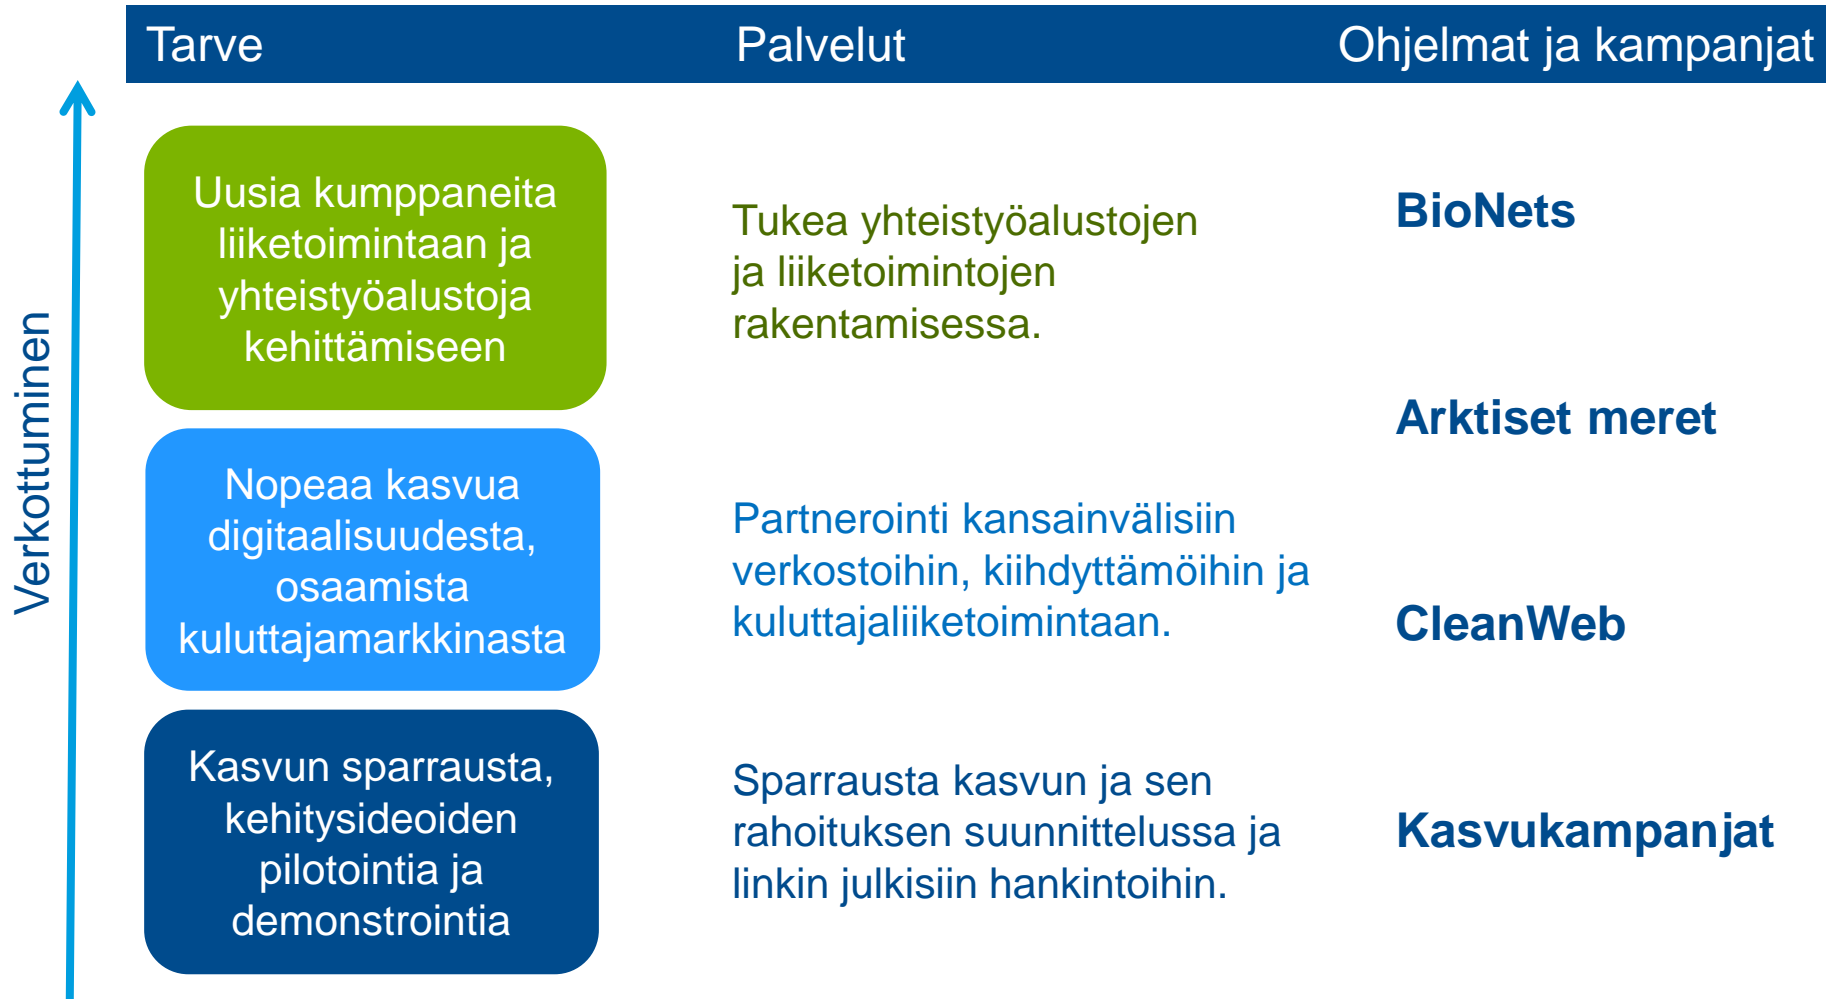 Tarve
Palvelut
Ohjelmat ja kampanjat
Verkottuminen
Uusia kumppaneita
liiketoimintaan ja
yhteistyöalustoja
kehittämiseen
Tukea yhteistyöalustojen
ja liiketoimintojen
rakentamisessa.
BioNets
Arktiset meret
Nopeaa kasvua
digitaalisuudesta,
osaamista
kuluttajamarkkinasta
Partnerointi kansainvälisiin
verkostoihin, kiihdyttämöihin ja
kuluttajaliiketoimintaan.
CleanWeb
Kasvun sparrausta,
kehitysideoiden
pilotointia ja
demonstrointia
Sparrausta kasvun ja sen
rahoituksen suunnittelussa ja
linkin julkisiin hankintoihin.
Kasvukampanjat